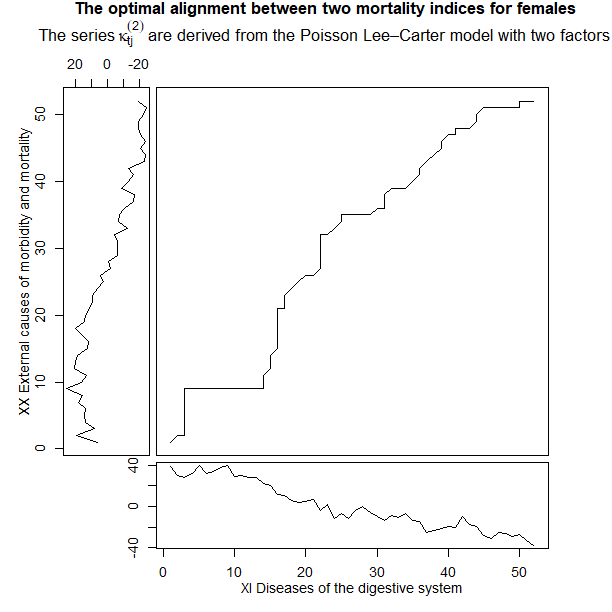 The optimal alignment between two mortality indices for females
The series κtj(2) are derived from the Poisson Lee–Carter model with two factors
20 0 -20
XX External causes of morbidity and mortality
50
40
30
20
10
0
40
0
-40
0 10 20 30 40 50
XI Diseases of the digestive system